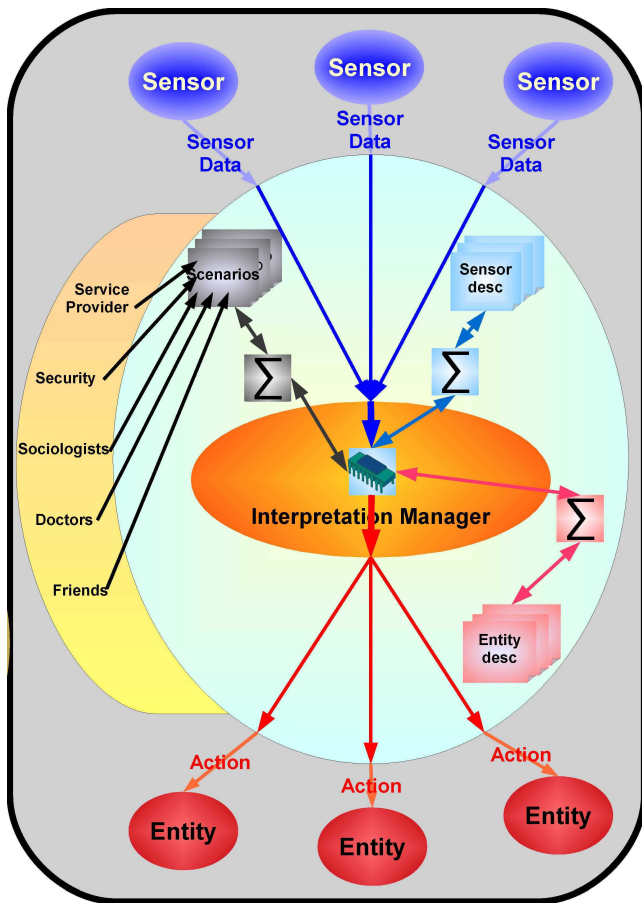 Sensor
Sensor
Sensor
Sensor
Data
Sensor
Data
Sensor
Data
Scenarios
Sensor
desc
Service
Provider
∑
∑
Security
Sociologists
Interpretation Manager
∑
Doctors
Friends
Entity
desc
Action
Action
Action
Entity
Entity
Entity